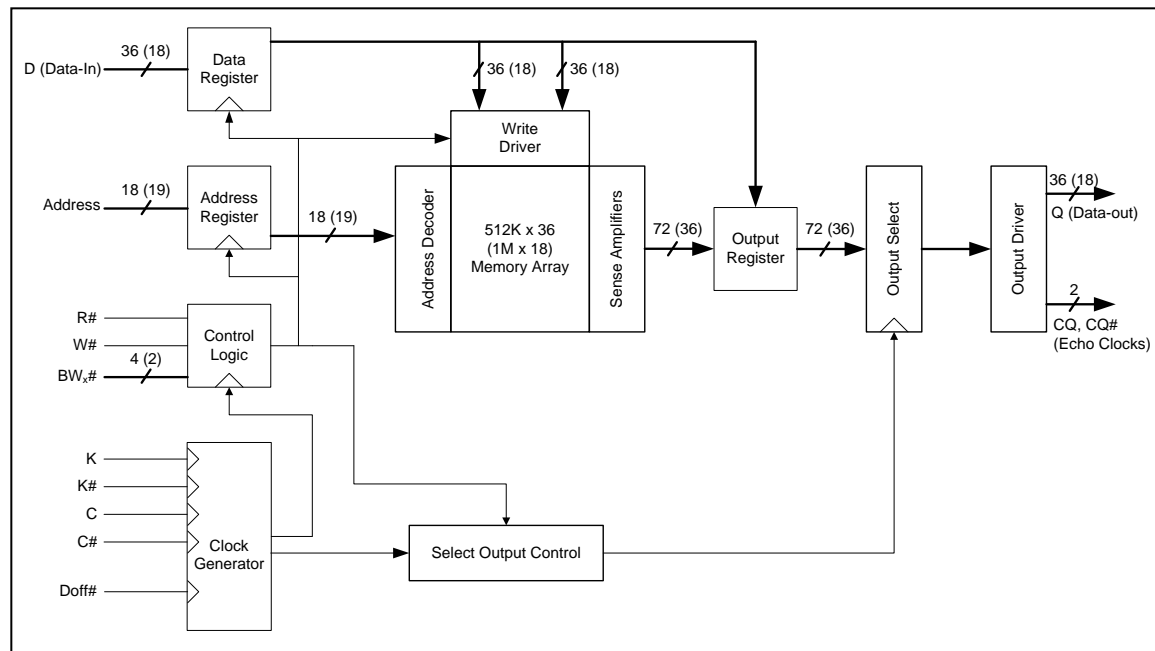 36 (18)
D (Data-In)
Data
Register
36 (18)
36 (18)
Write
Driver
18 (19)
Address
Address
Register
18 (19)
Address Decoder
512K x 36
(1M x 18)
Memory Array
Sense Amplifiers
72 (36)
Output
Register
72 (36)
Output Select
Output Driver
36 (18)
Q (Data-out)
2
CQ, CQ#
(Echo Clocks)
R#
W#
4 (2)
BWx#
Control
Logic
K
K#
C
C#
Doff#
Clock
Generator
Select Output Control